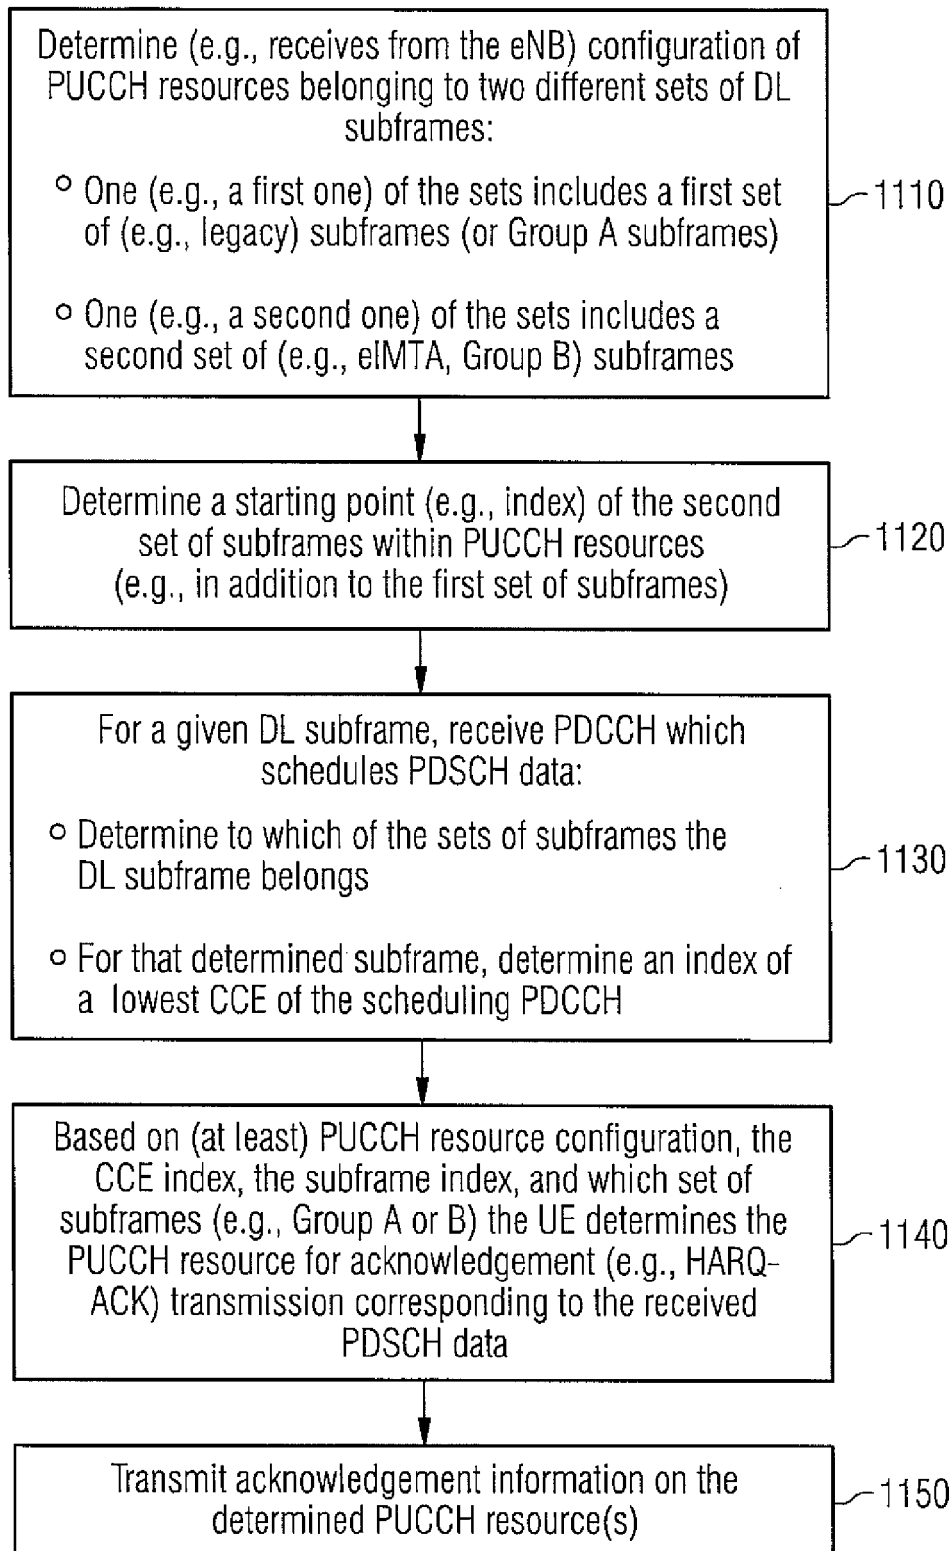 Determine (e.g., receives from the eNB) configuration of
PUCCH resources belonging to two different sets of DL
subframes:
○ One (e.g., a first one) of the sets includes a first set
of (e.g., legacy) subframes (or Group A subframes)
○ One (e.g., a second one) of the sets includes a
second set of (e.g., eIMTA, Group B) subframes
1110
Determine a starting point (e.g., index) of the second
set of subframes within PUCCH resources
(e.g., in addition to the first set of subframes)
1120
For a given DL subframe, receive PDCCH which
schedules PDSCH data:
○ Determine to which of the sets of subframes the
DL subframe belongs
○ For that determined subframe, determine an index of
a lowest CCE of the scheduling PDCCH
1130
Based on (at least) PUCCH resource configuration, the
CCE index, the subframe index, and which set of
subframes (e.g., Group A or B) the UE determines the
PUCCH resource for acknowledgement (e.g., HARQ-
ACK) transmission corresponding to the received
PDSCH data
1140
Transmit acknowledgement information on the
determined PUCCH resource(s)
1150